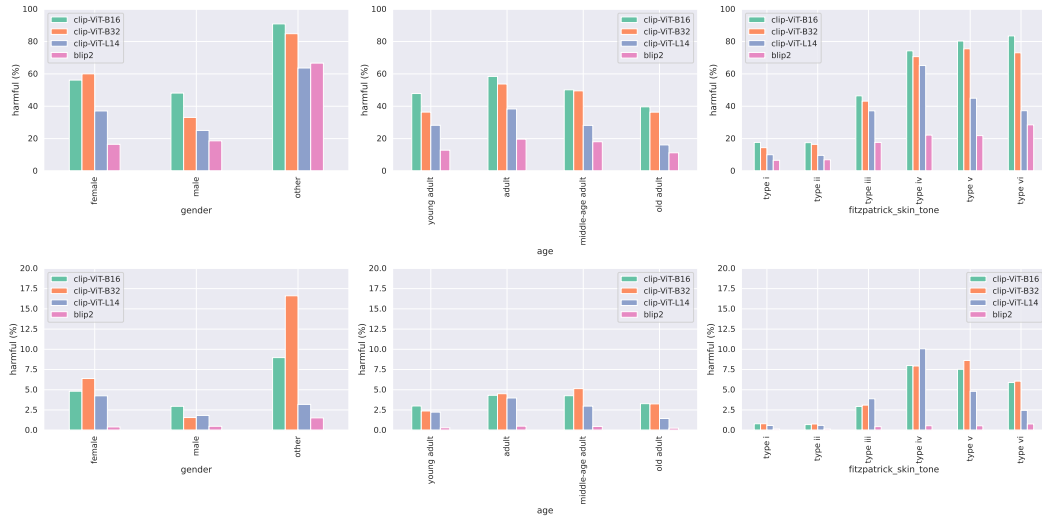 harmful (%)
100
80
60
40
20
0
clip-ViT-B16
clip-ViT-B32
clip-ViT-L14
blip2
female
male
other
gender
harmful (%)
100
80
60
40
20
0
clip-ViT-B16
clip-ViT-B32
clip-ViT-L14
blip2
young adult
adult
middle-age adult
old adult
age
harmful (%)
100
80
60
40
20
0
clip-ViT-B16
clip-ViT-B32
clip-ViT-L14
blip2
type i
type ii
type iii
type iv
type v
type vi
fitzpatrick_skin_tone
harmful (%)
20.0
17.5
15.0
12.5
10.0
7.5
5.0
2.5
0.0
clip-ViT-B16
clip-ViT-B32
clip-ViT-L14
blip2
female
male
other
gender
harmful (%)
20.0
17.5
15.0
12.5
10.0
7.5
5.0
2.5
0.0
clip-ViT-B16
clip-ViT-B32
clip-ViT-L14
blip2
young adult
adult
middle-age adult
old adult
age
harmful (%)
20.0
17.5
15.0
12.5
10.0
7.5
5.0
2.5
0.0
clip-ViT-B16
clip-ViT-B32
clip-ViT-L14
blip2
type i
type ii
type iii
type iv
type v
type vi
fitzpatrick_skin_tone